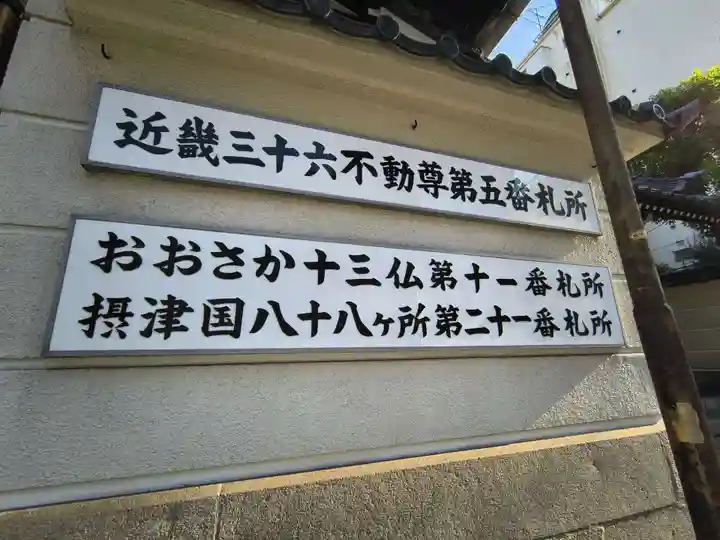 近畿三十六不動尊第五番札所
おおさか十三仏第十一番札所
摂津国八十八ヶ所第二十一番札所